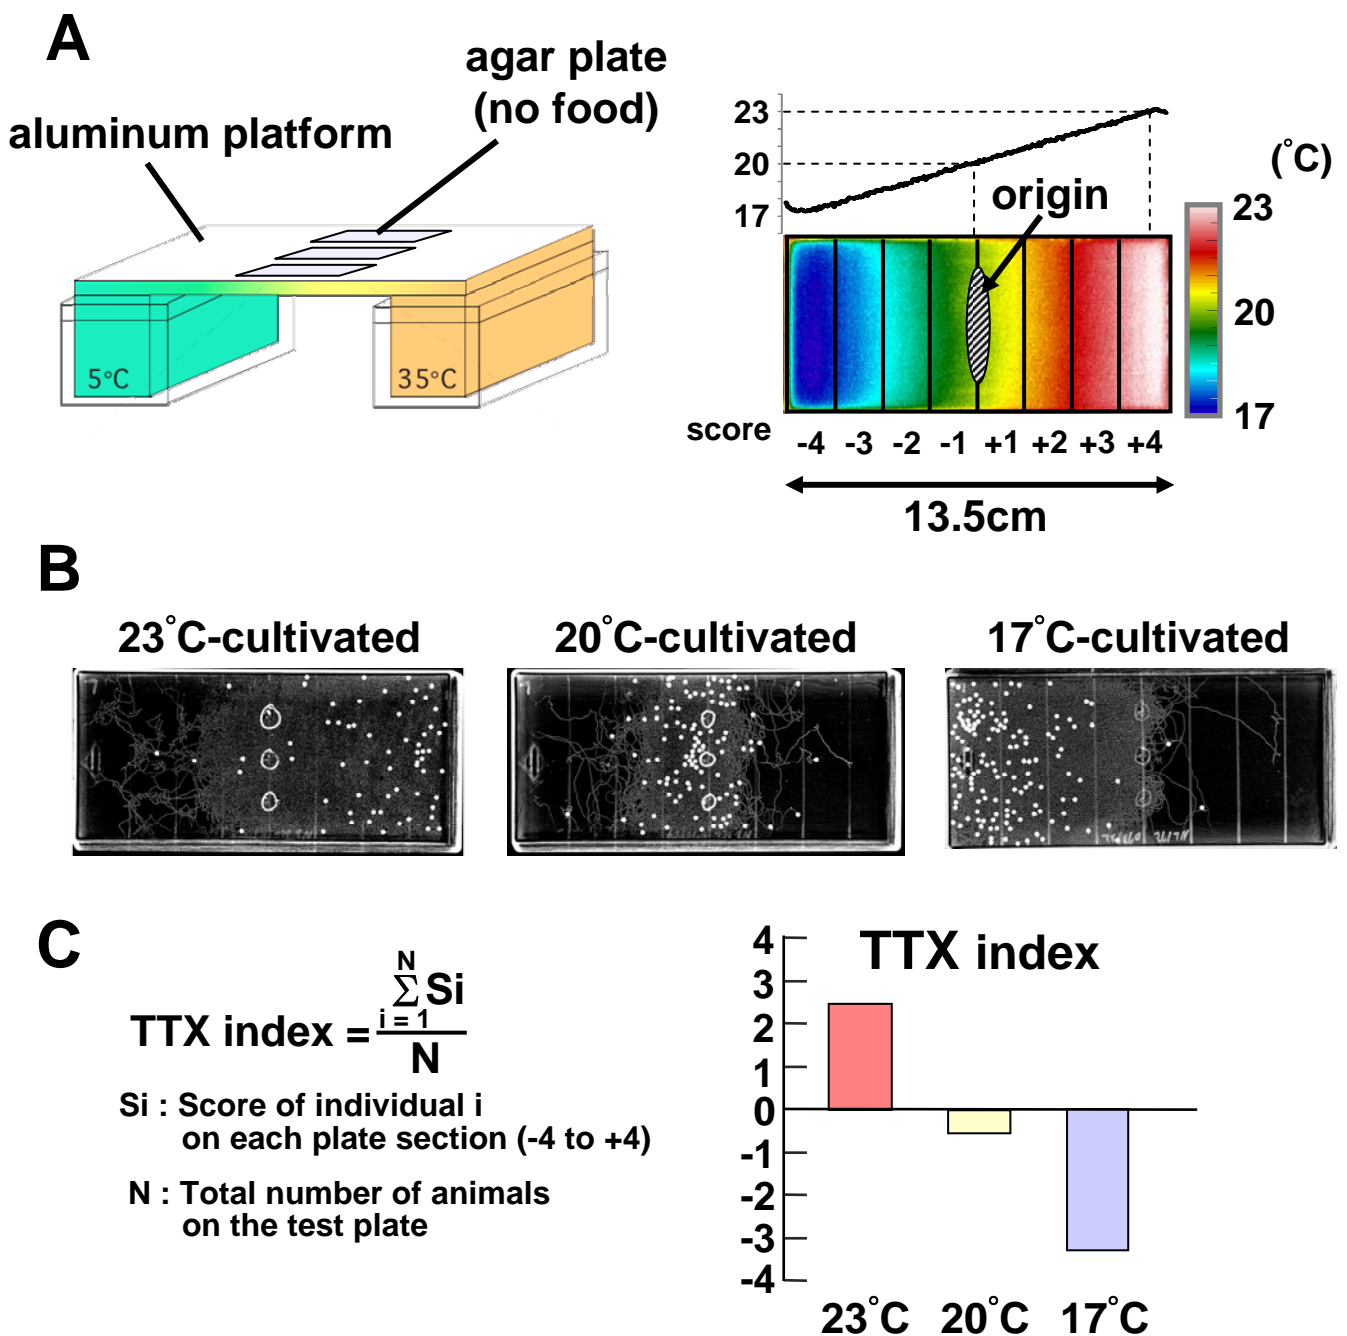 A
agar plate
(no food)
aluminum platform
5°C
35°C
23
20
17
(°C)
origin
23
20
17
score
-4 -3 -2 -1 +1 +2 +3 +4
13.5cm
B
23°C-cultivated
20°C-cultivated
17°C-cultivated
C
TTX index = N Σ i = 1 Si / N
Si : Score of individual i
on each plate section (-4 to +4)
N : Total number of animals
on the test plate
TTX index
4
3
2
1
0
-1
-2
-3
-4
23°C 20°C 17°C